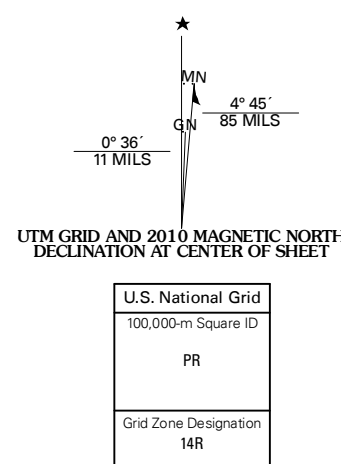 ★
MN
GN
4° 45´
85 MILS
0° 36´
11 MILS
UTM GRID AND 2010 MAGNETIC NORTH
DECLINATION AT CENTER OF SHEET
U.S. National Grid
100,000-m Square ID
PR
Grid Zone Designation
14R